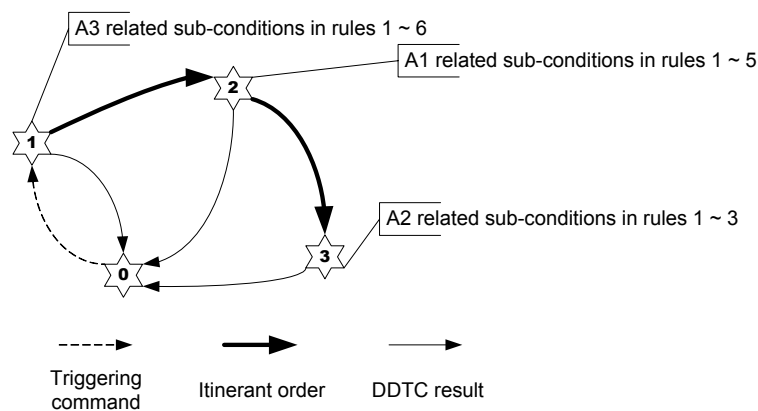 A3 related sub-conditions in rules 1 ~ 6
A1 related sub-conditions in rules 1 ~ 5
2
1
A2 related sub-conditions in rules 1 ~ 3
3
0
Triggering
command
Itinerant order
DDTC result